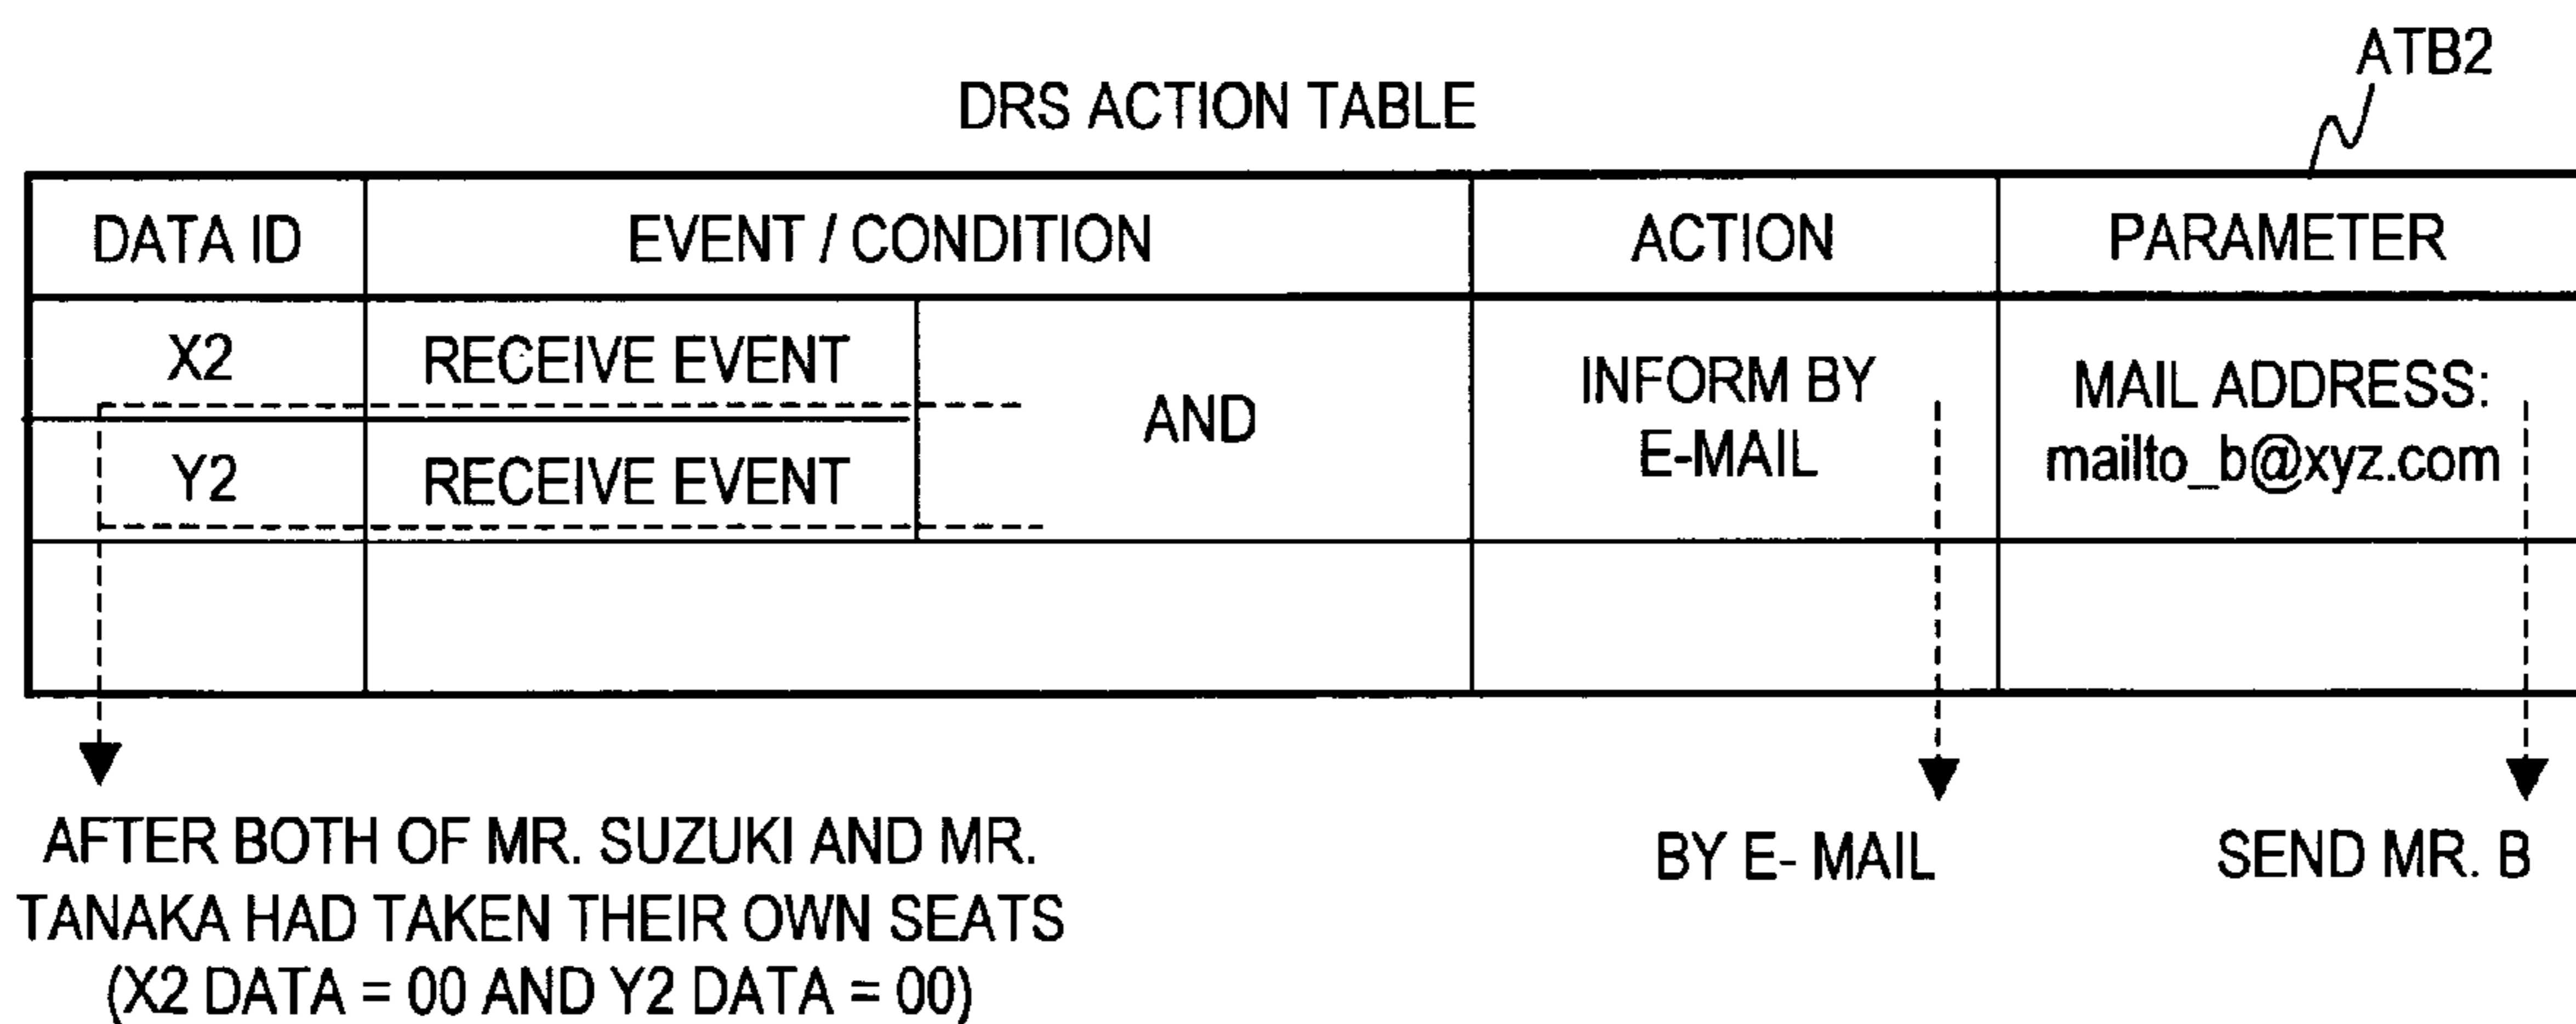 ATB2
DRS ACTION TABLE
DATA ID EVENT / CONDITION ACTION PARAMETER
X2 RECEIVE EVENT
Y2 RECEIVE EVENT
AND
INFORM BY
E-MAIL
MAIL ADDRESS:
mailto_b@xyz.com
AFTER BOTH OF MR. SUZUKI AND MR.
TANAKA HAD TAKEN THEIR OWN SEATS
(X2 DATA = 00 AND Y2 DATA = 00)
BY E- MAIL
SEND MR. B